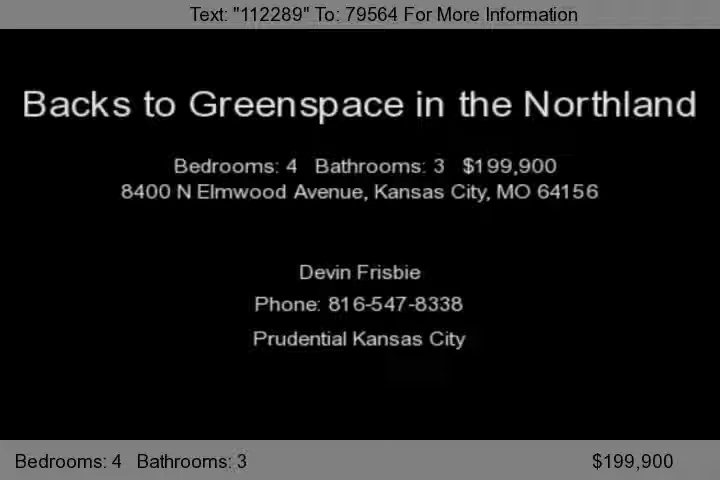 Text: "112289" To: 79564 For More Information
Backs to Greenspace in the Northland
Bedrooms: 4 Bathrooms: 3 $199,900
8400 N Elmwood Avenue, Kansas City, MO 64156
Devin Frisbie
Phone: 816-547-8338
Prudential Kansas City
Bedrooms: 4 Bathrooms: 3 $199,900